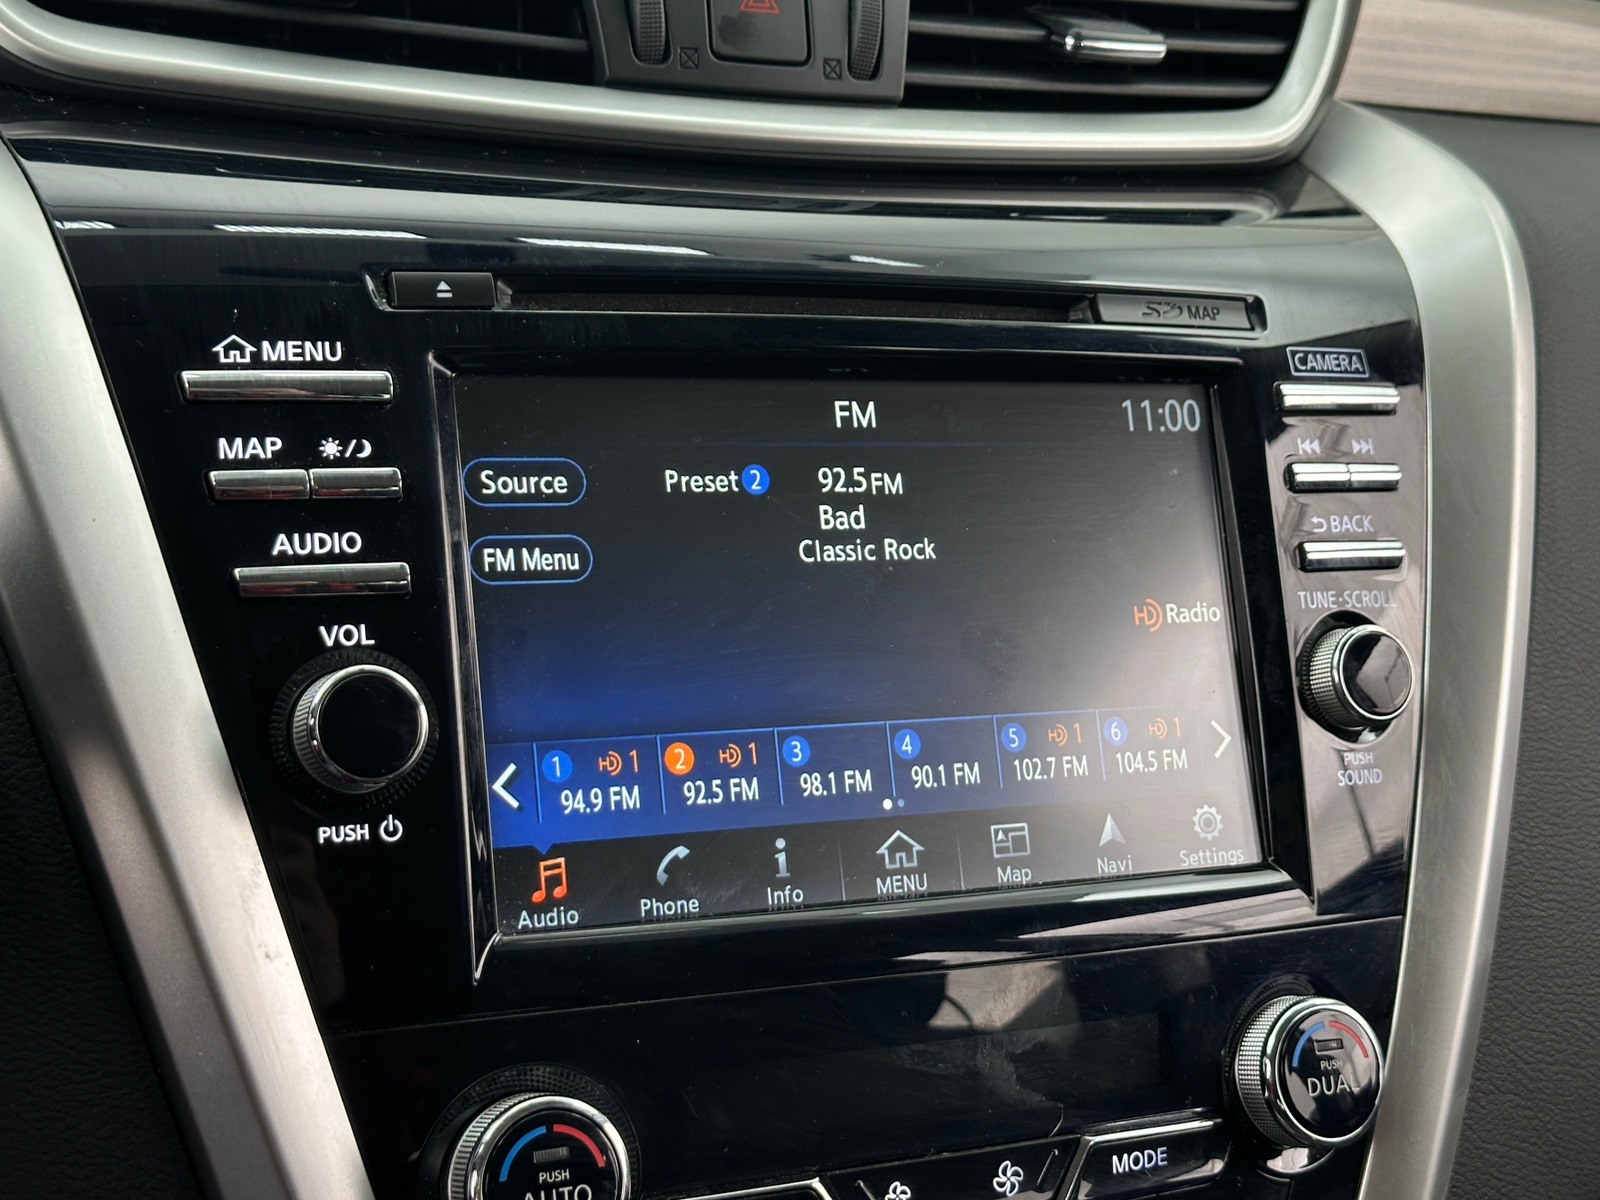 SD MAP
MENU
CAMERA
FM
11:00
MAP
Source
Preset 2
92.5 FM
Bad
BACK
AUDIO
FM Menu
Classic Rock
TUNE·SCROLL
HD Radio
VOL
1 HD 1
94.9 FM
2 HD 1
92.5 FM
3
98.1 FM
4
90.1 FM
5 HD 1
102.7 FM
6 HD 1
104.5 FM
PUSH
SOUND
PUSH
Audio
Phone
Info
MENU
Map
Navi
Settings
PUSH
DUAL
PUSH
AUTO
MODE